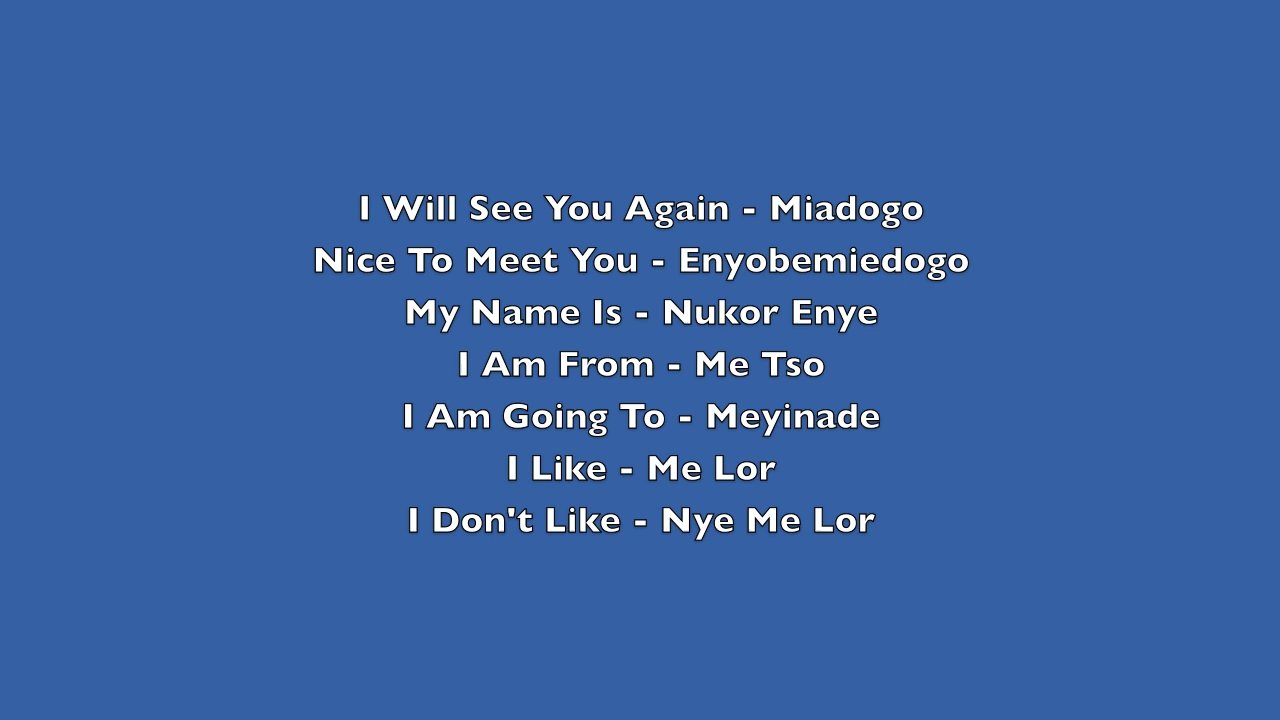 I Will See You Again - Miadogo
Nice To Meet You - Enyobemiedogo
My Name Is - Nukor Enye
I Am From - Me Tso
I Am Going To - Meyinade
I Like - Me Lor
I Don't Like - Nye Me Lor